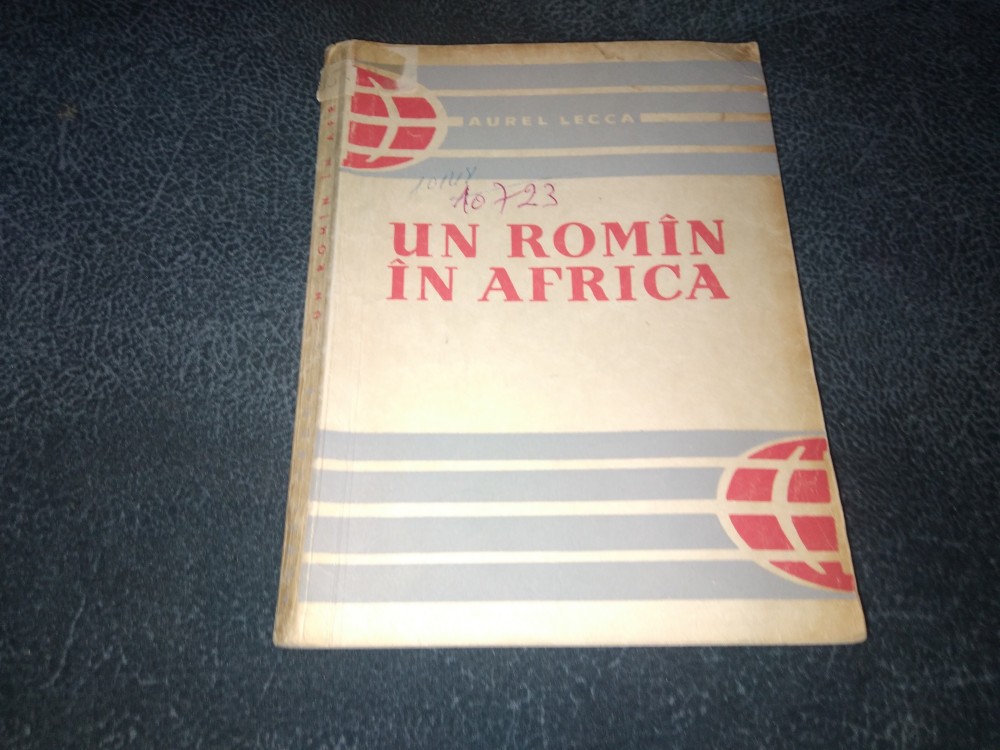 AUREL LECCA
10723
UN ROMÎN
ÎN AFRICA